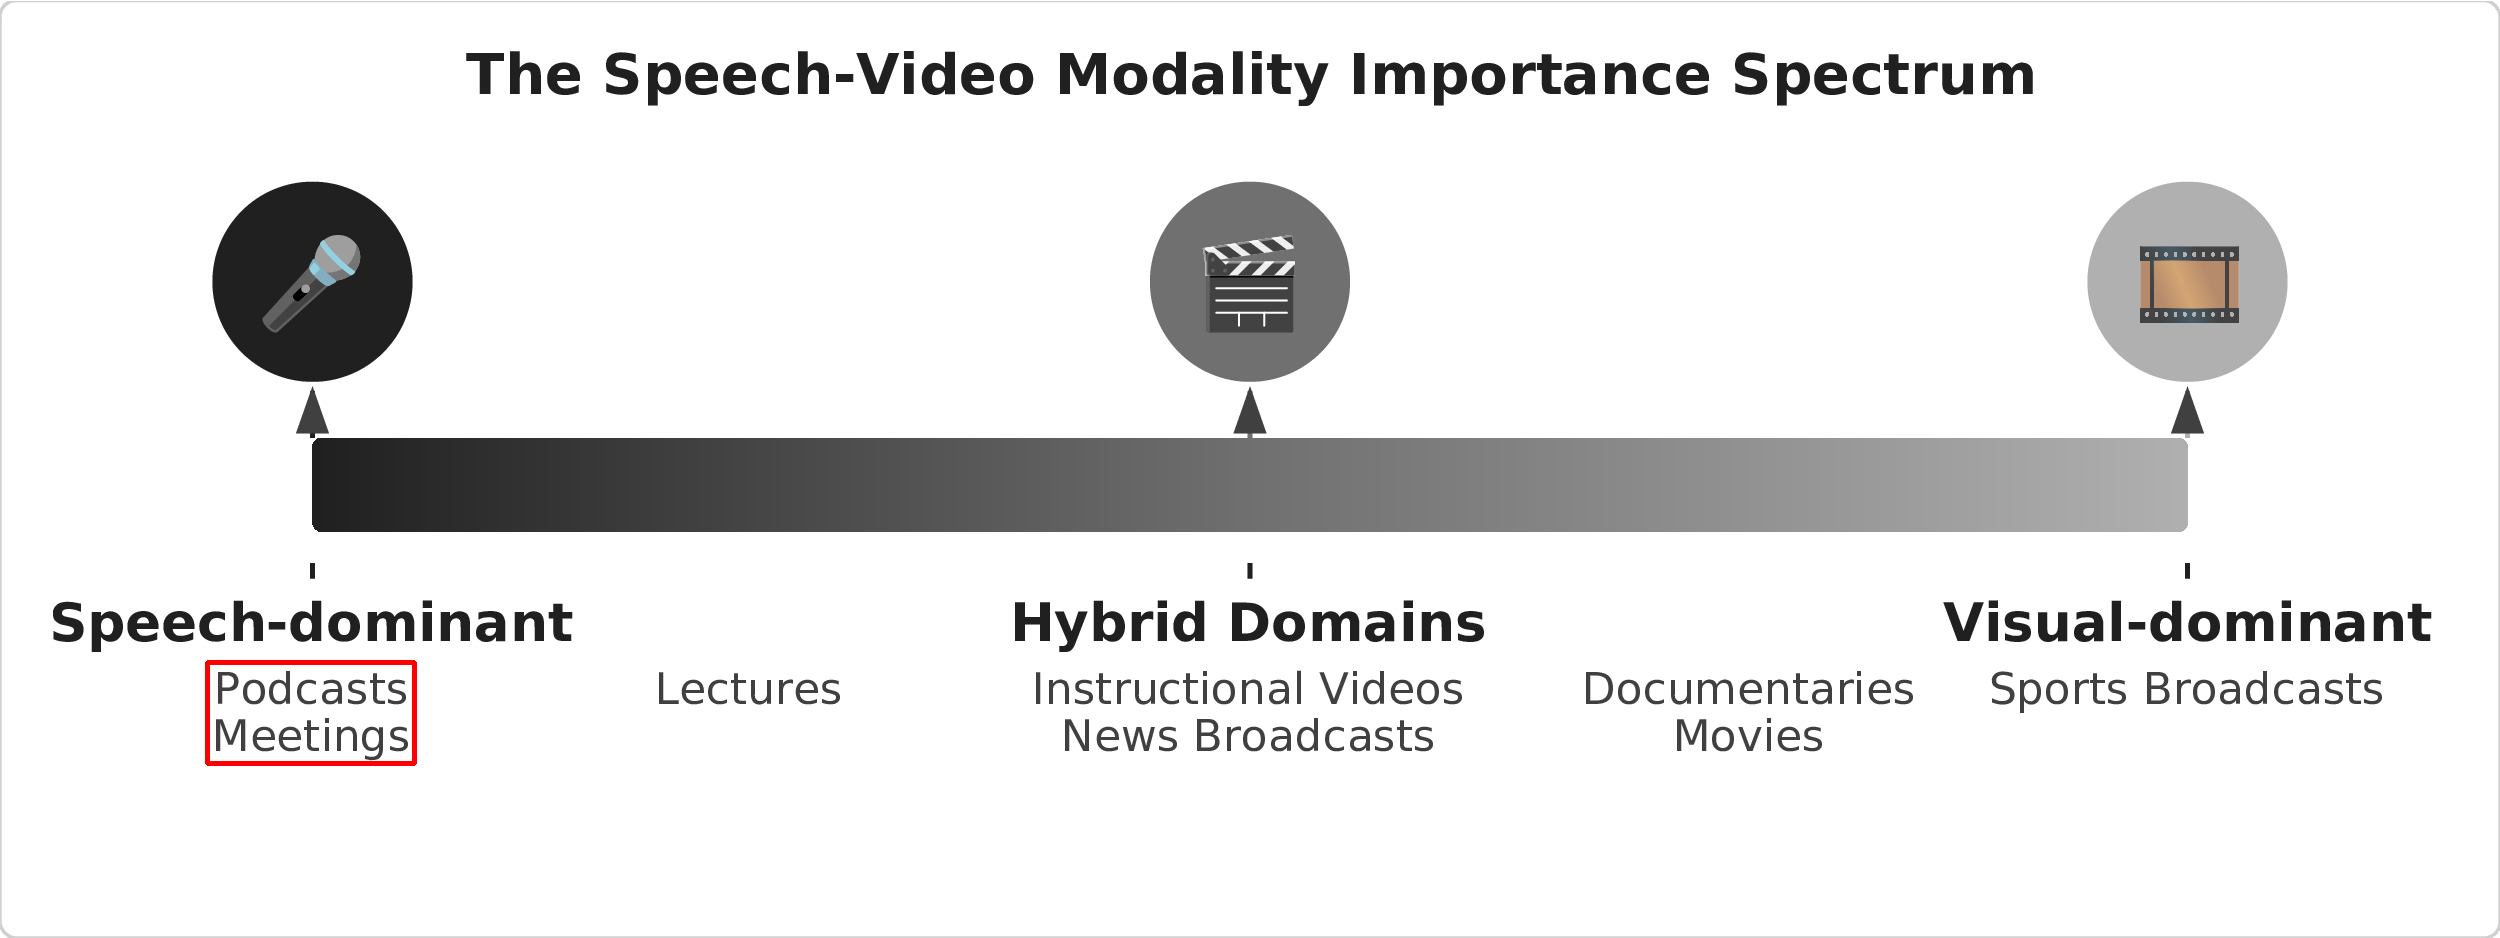 The Speech-Video Modality Importance Spectrum
Speech-dominant
Hybrid Domains
Visual-dominant
Podcasts
Meetings
Lectures
Instructional Videos
News Broadcasts
Documentaries
Movies
Sports Broadcasts